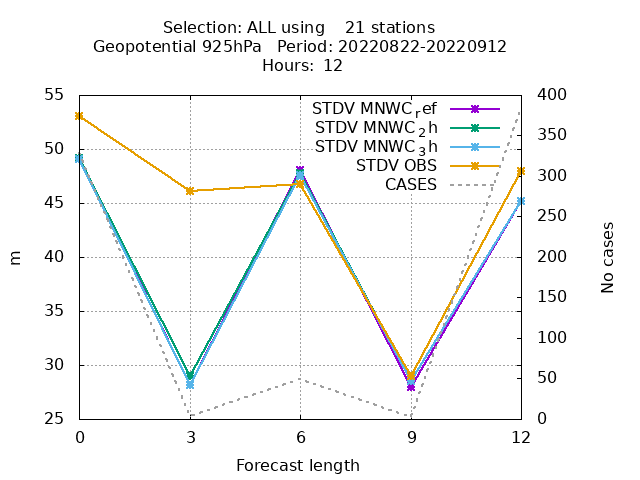 Selection: ALL using    21 stations
Geopotential 925hPa   Period: 20220822-20220912
Hours: 12
STDV MNWC_ref
STDV MNWC_2h
STDV MNWC_3h
STDV OBS
CASES
55
50
45
40
35
30
25
m
400
350
300
250
200
150
100
50
0
No cases
0 3 6 9 12
Forecast length